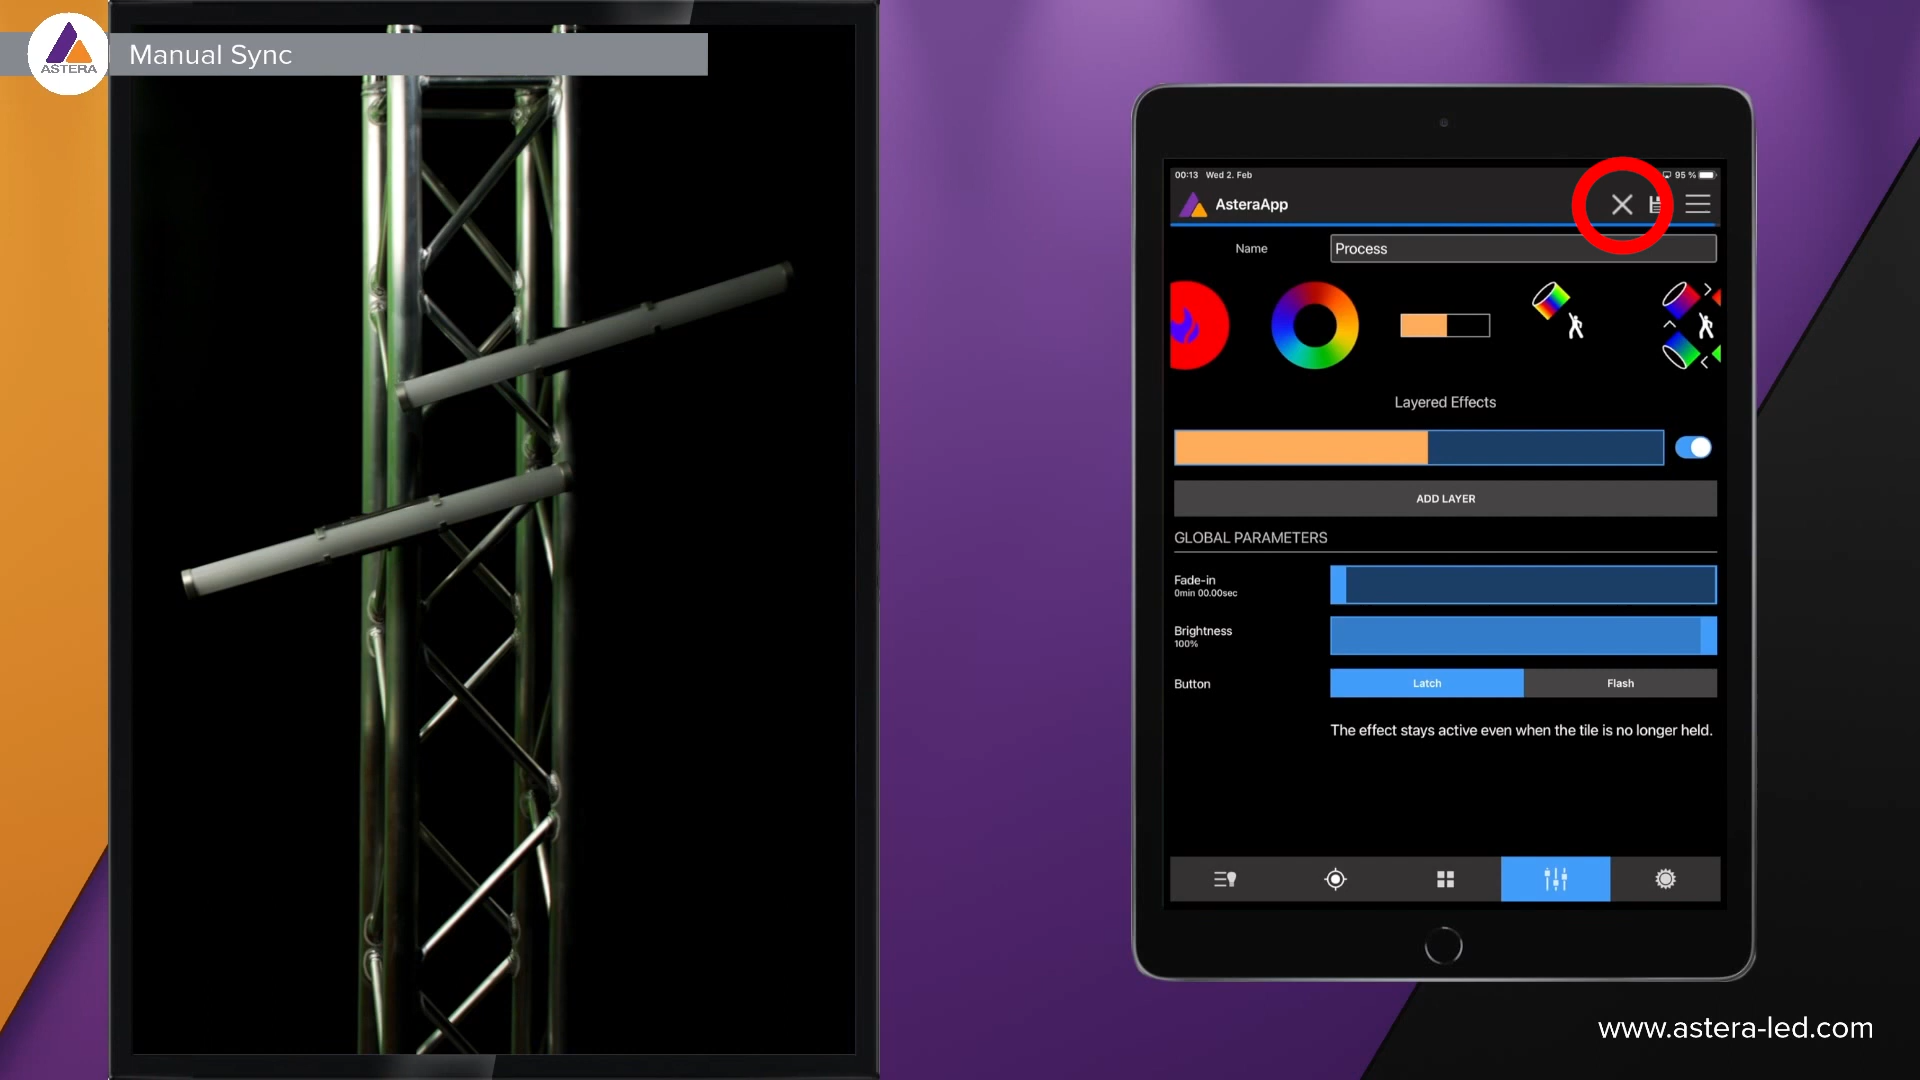 ASTERA
Manual Sync
00:13 Wed 2. Feb
95 %
AsteraApp
Name
Process
Layered Effects
ADD LAYER
GLOBAL PARAMETERS
Fade-in
0min 00.00sec
Brightness
100%
Button
Latch
Flash
The effect stays active even when the tile is no longer held.
www.astera-led.com